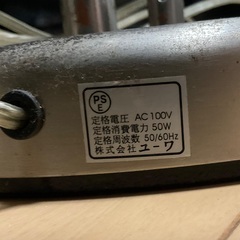 PS
E
定格電圧 AC100V
定格消費電力 50W
定格周波数 50/60Hz
株式会社 ユーワ